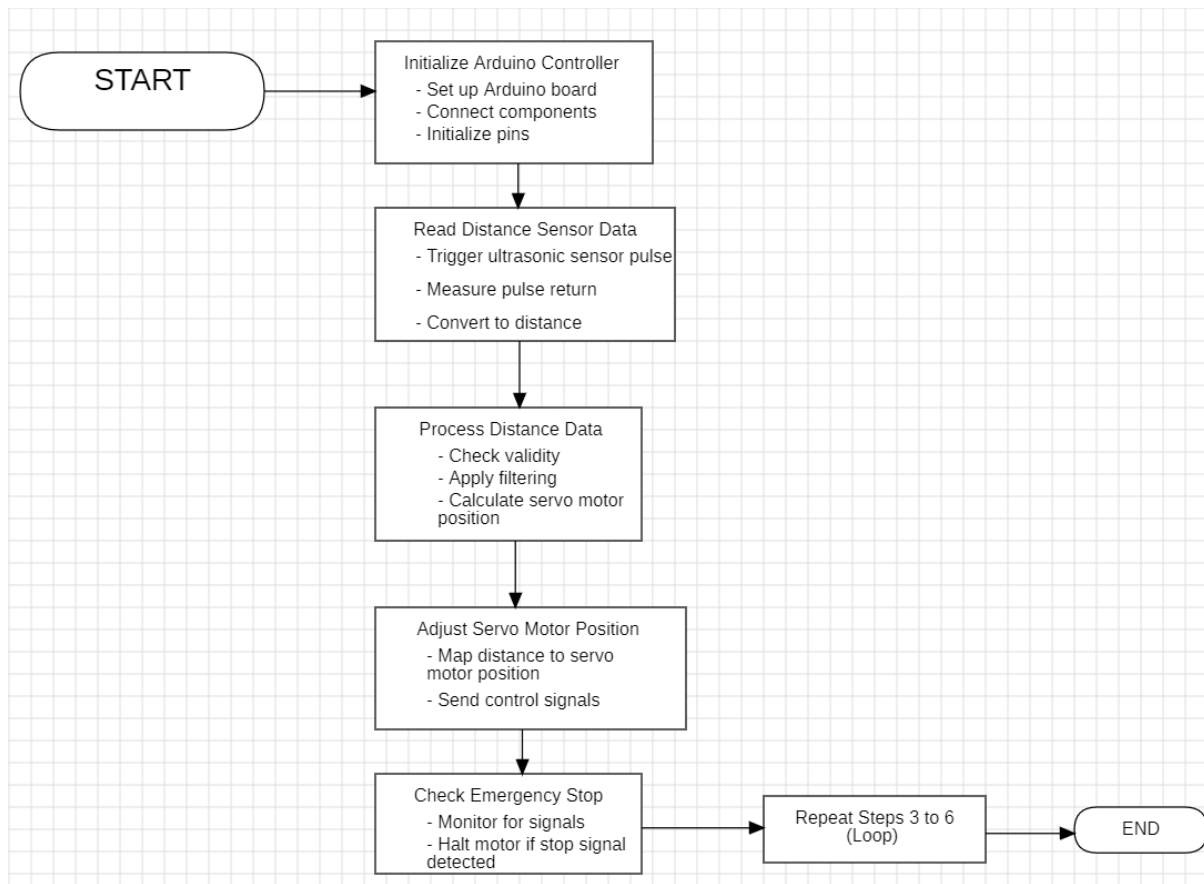 START
Initialize Arduino Controller
- Set up Arduino board
- Connect components
- Initialize pins
Read Distance Sensor Data
- Trigger ultrasonic sensor pulse
- Measure pulse return
- Convert to distance
Process Distance Data
- Check validity
- Apply filtering
- Calculate servo motor
position
Adjust Servo Motor Position
- Map distance to servo
motor position
- Send control signals
Check Emergency Stop
- Monitor for signals
- Halt motor if stop signal
detected
Repeat Steps 3 to 6
(Loop)
END